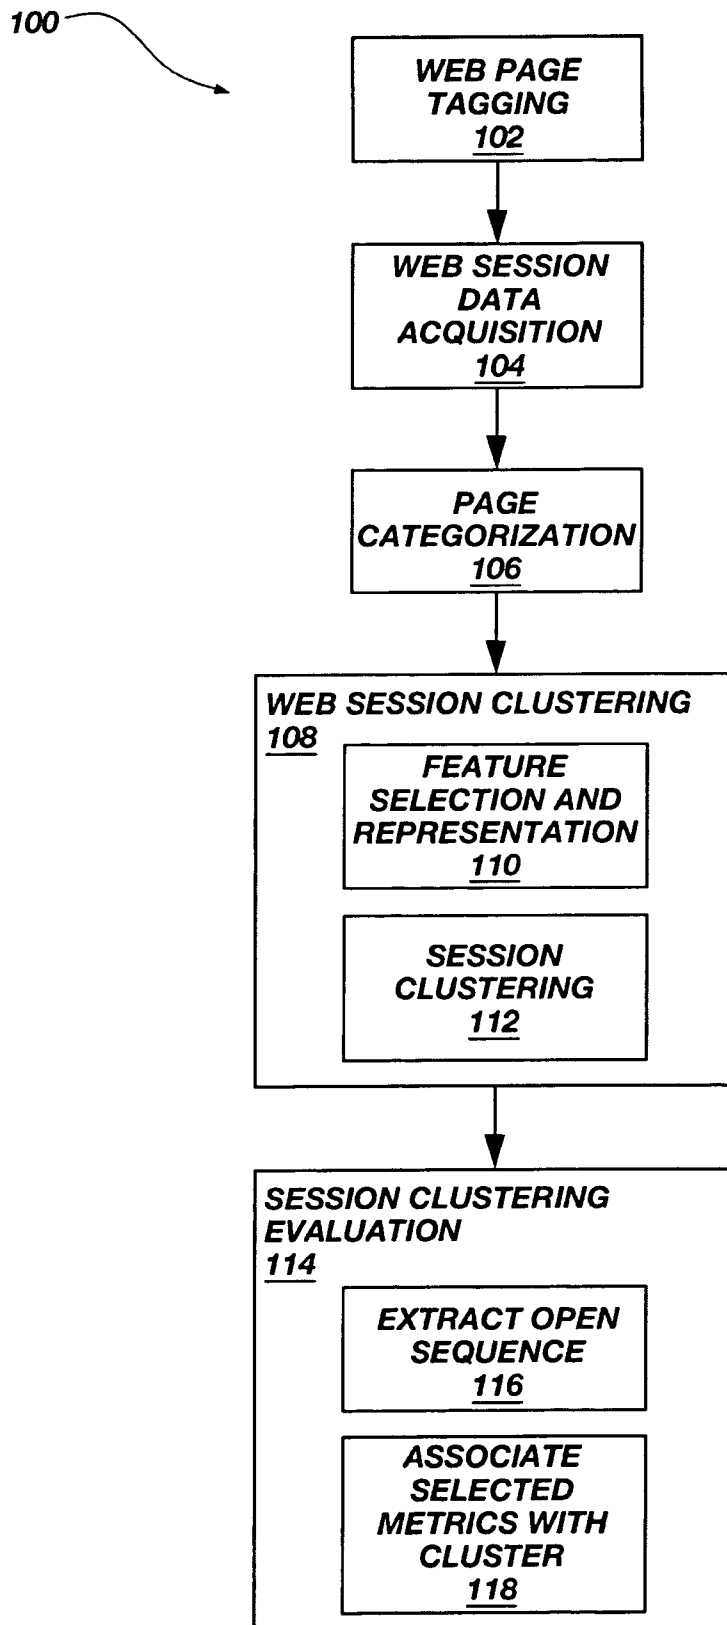 100
WEB PAGE
TAGGING
102
WEB SESSION
DATA
ACQUISITION
104
PAGE
CATEGORIZATION
106
WEB SESSION CLUSTERING
108
FEATURE
SELECTION AND
REPRESENTATION
110
SESSION
CLUSTERING
112
SESSION CLUSTERING
EVALUATION
114
EXTRACT OPEN
SEQUENCE
116
ASSOCIATE
SELECTED
METRICS WITH
CLUSTER
118